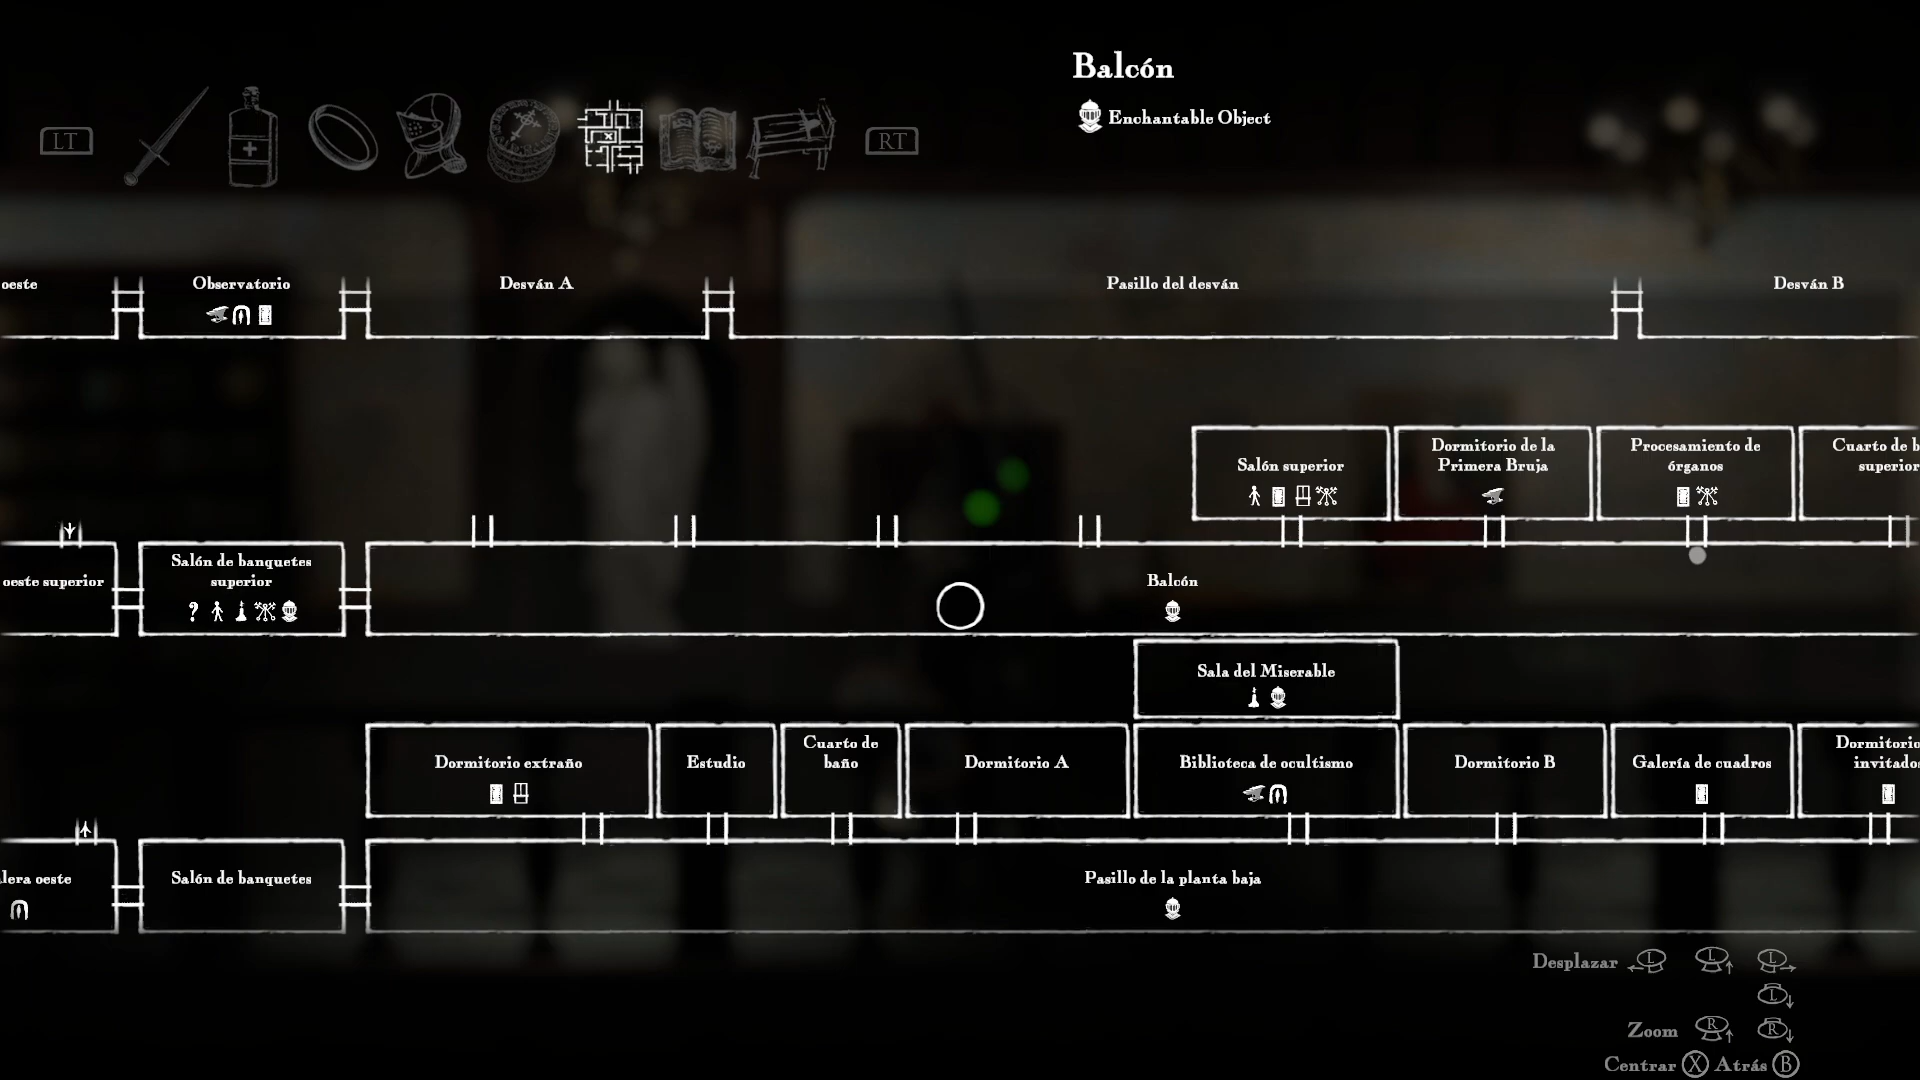 Balcón
Enchantable Object
LT
RT
oeste
Observatorio
Desván A
Pasillo del desván
Desván B
Salón superior
Dormitorio de la
Primera Bruja
Procesamiento de
órganos
Cuarto de b
superior
oeste superior
Salón de banquetes
superior
Balcón
Sala del Miserable
Dormitorio extraño
Estudio
Cuarto de
baño
Dormitorio A
Biblioteca de ocultismo
Dormitorio B
Galería de cuadros
Dormitorio
invitados
lera oeste
Salón de banquetes
Pasillo de la planta baja
Desplazar L L L
L
Zoom R R
Centrar X Atrás B